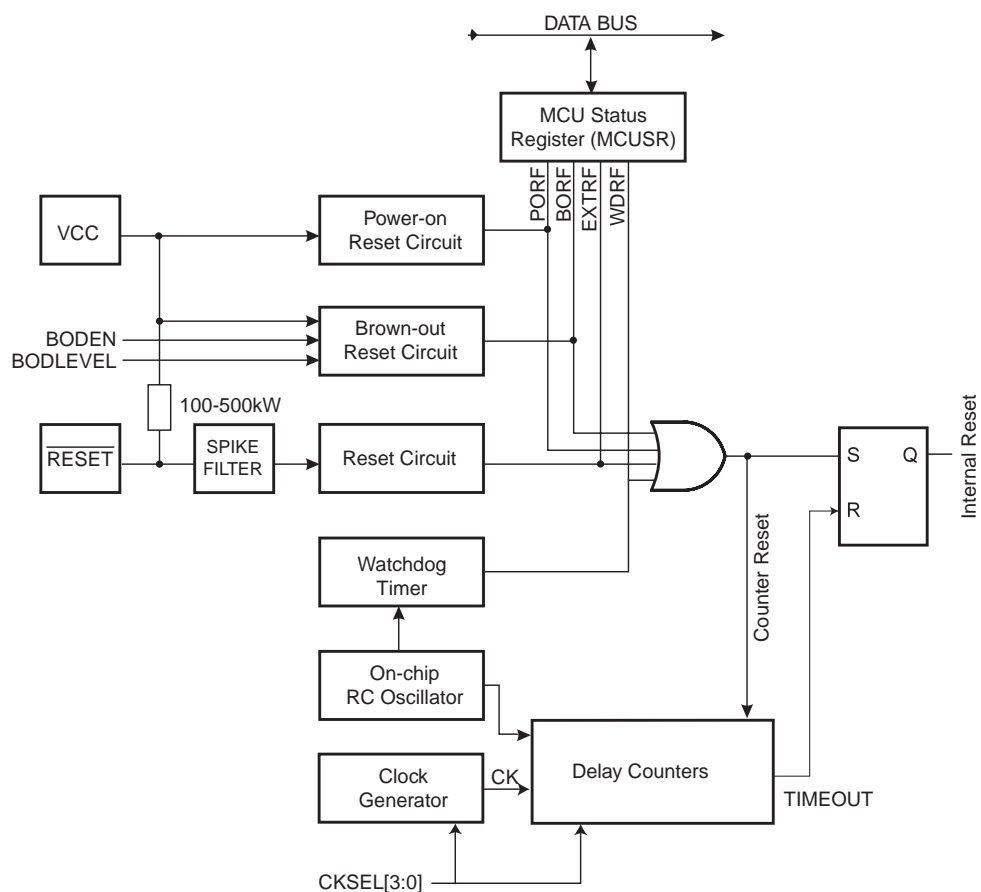 DATA BUS
MCU Status
Register (MCUSR)
PORF
BORF
EXTRF
WDRF
VCC
Power-on
Reset Circuit
BODEN
BODLEVEL
Brown-out
Reset Circuit
100-500kW
RESET
SPIKE
FILTER
Reset Circuit
S
Q
R
Internal Reset
Watchdog
Timer
Counter Reset
On-chip
RC Oscillator
Clock
Generator
CK
Delay Counters
TIMEOUT
CKSEL[3:0]